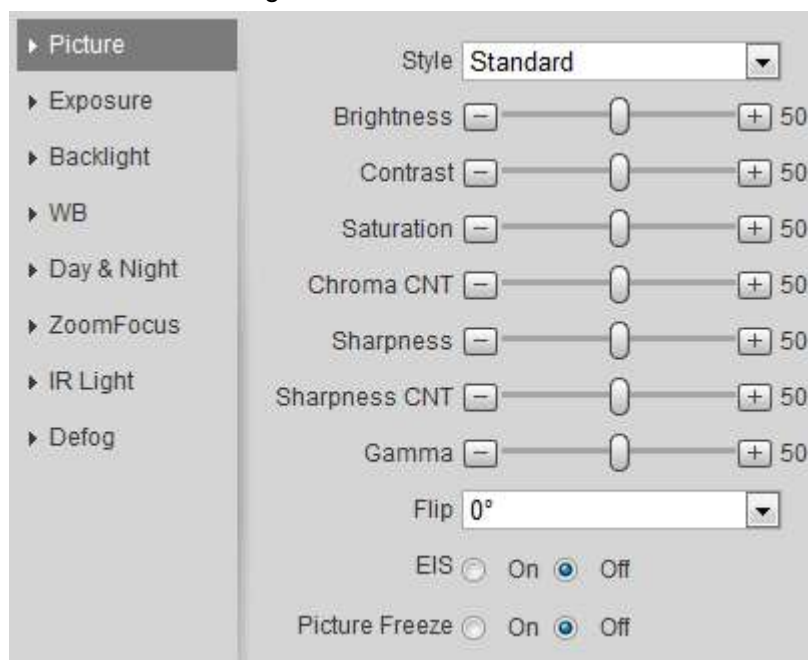 Picture
Exposure
Backlight
WB
Day & Night
ZoomFocus
IR Light
Defog
Style Standard
Brightness 50
Contrast 50
Saturation 50
Chroma CNT 50
Sharpness 50
Sharpness CNT 50
Gamma 50
Flip 0°
EIS On Off
Picture Freeze On Off